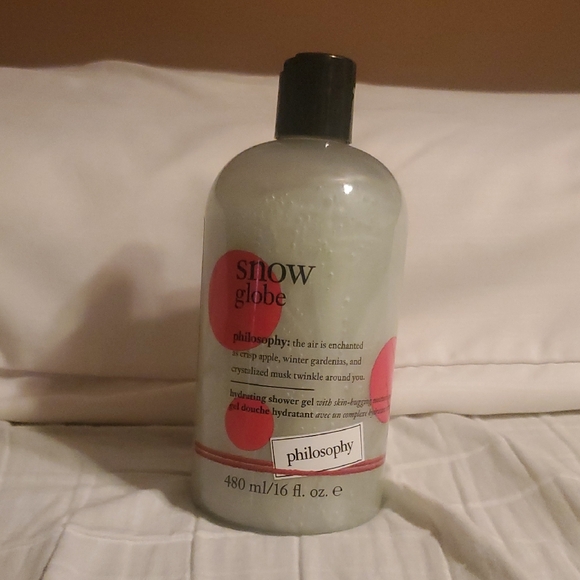 snow
globe
philosophy: the air is enchanted
as crisp apple, winter gardenias, and
crystalized musk twinkle around you.
hydrating shower gel with skin-hugging
gel douche hydratant avec un complexe
philosophy
480 ml/16 fl. oz. e